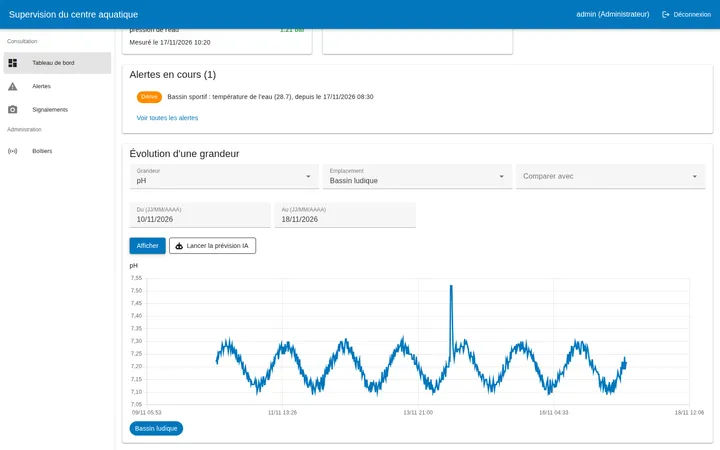 Supervision du centre aquatique
admin (Administrateur)
Déconnexion
Consultation
Tableau de bord
Alertes
Signalements
Administration
Boîtiers
pression de l'eau
1.21 bar
Mesuré le 17/11/2026 10:20
Alertes en cours (1)
Bassin sportif : température de l'eau (28.7), depuis le 17/11/2026 08:30
Voir toutes les alertes
Évolution d'une grandeur
Grandeur
pH
Emplacement
Bassin ludique
Comparer avec
Du (JJ/MM/AAAA)
10/11/2026
Au (JJ/MM/AAAA)
18/11/2026
Afficher
Lancer la prévision IA
pH
7,55
7,50
7,45
7,40
7,35
7,30
7,25
7,20
7,15
7,10
7,05
09/11 05:53
11/11 13:26
13/11 21:00
16/11 04:33
18/11 12:06
Bassin ludique